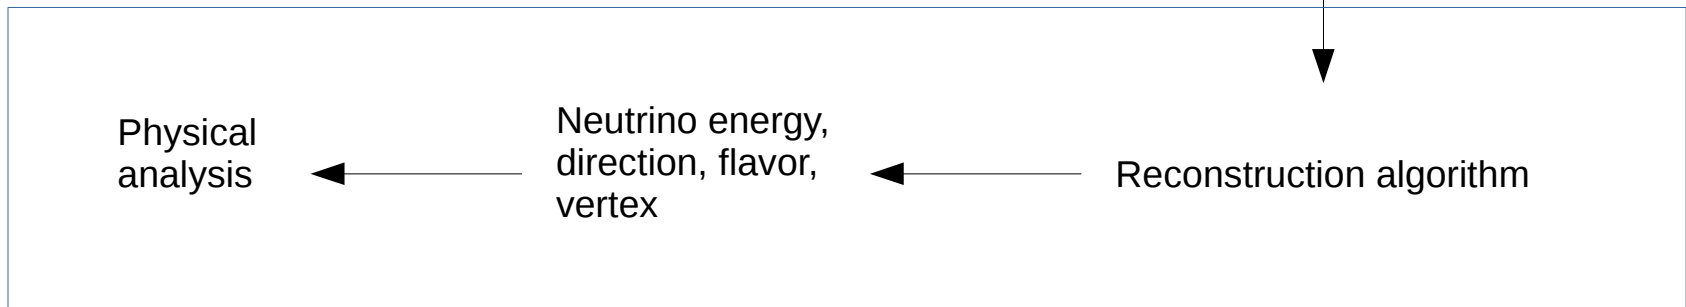 Physical
analysis
Neutrino energy,
direction, flavor,
vertex
Reconstruction algorithm